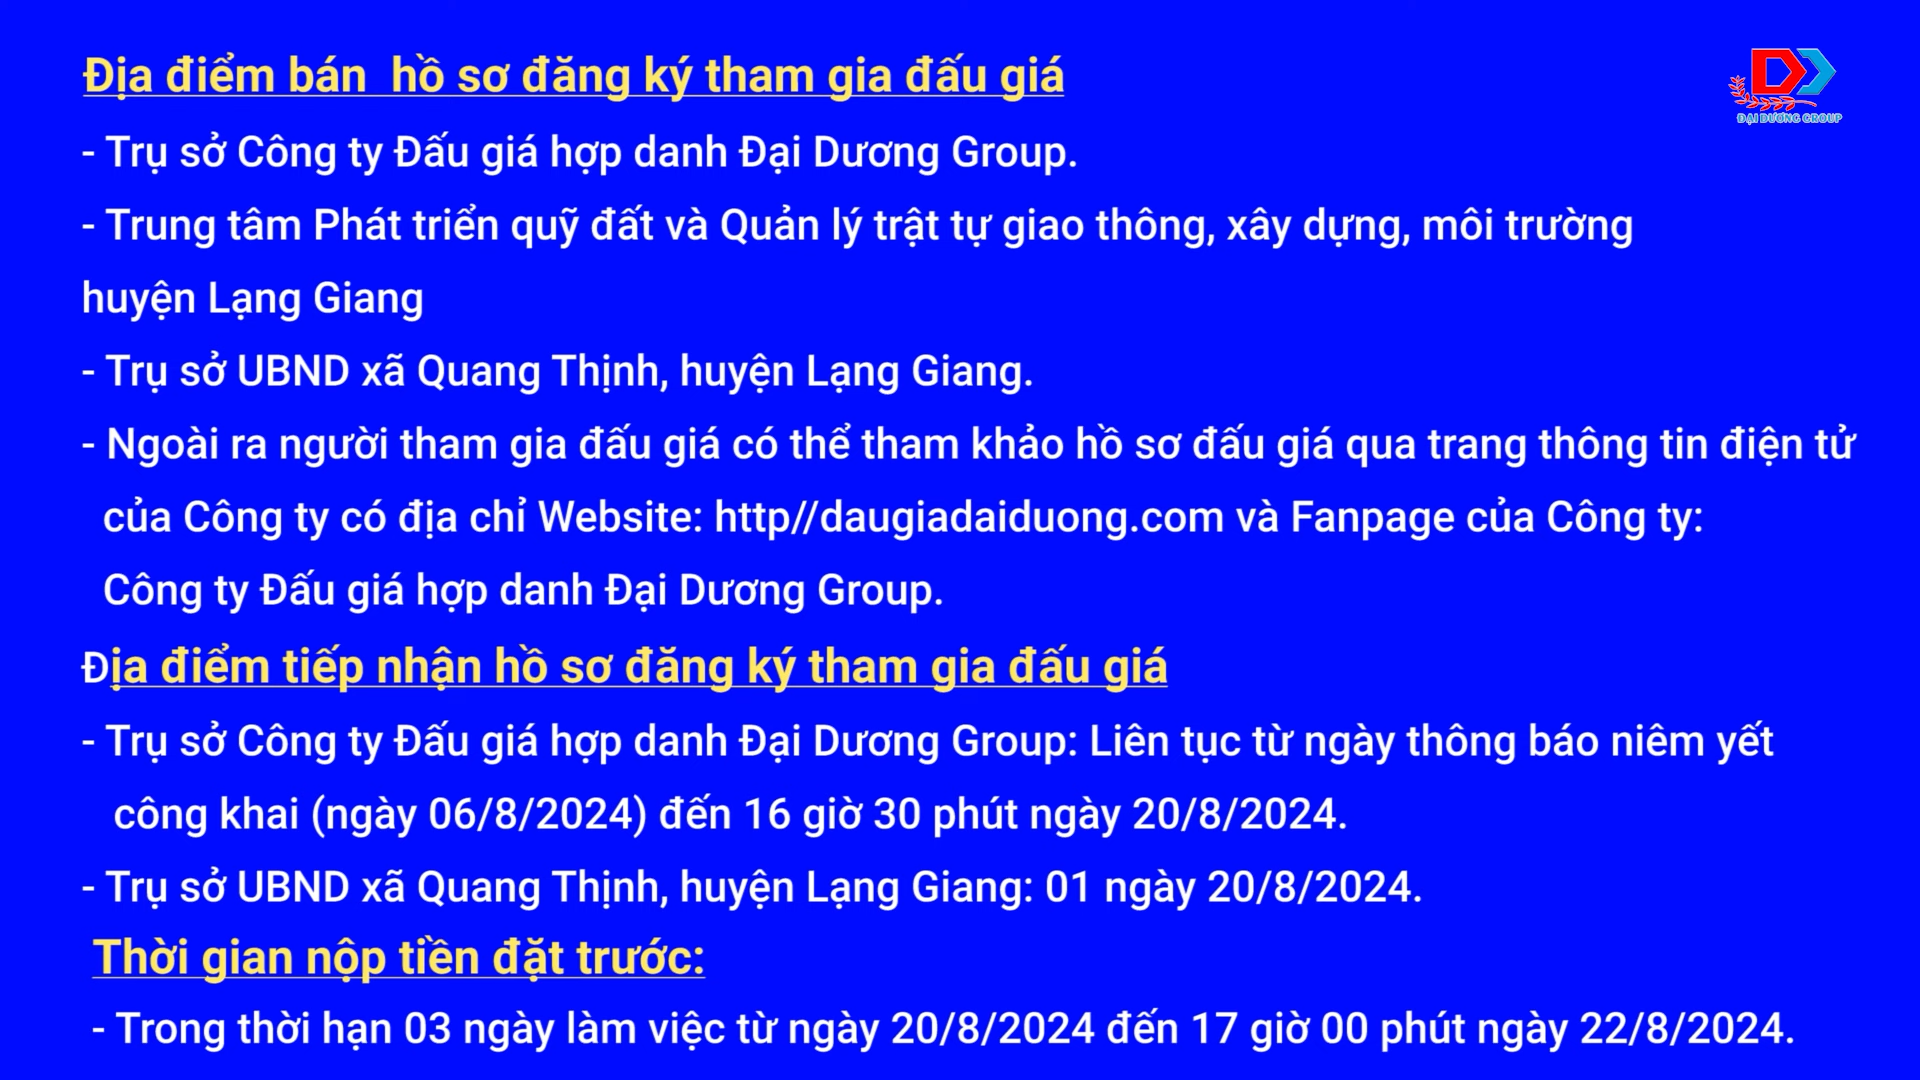 Địa điểm bán  hồ sơ đăng ký tham gia đấu giá
ĐẠI DƯƠNG GROUP
- Trụ sở Công ty Đấu giá hợp danh Đại Dương Group.
- Trung tâm Phát triển quỹ đất và Quản lý trật tự giao thông, xây dựng, môi trường
huyện Lạng Giang
- Trụ sở UBND xã Quang Thịnh, huyện Lạng Giang.
- Ngoài ra người tham gia đấu giá có thể tham khảo hồ sơ đấu giá qua trang thông tin điện tử
của Công ty có địa chỉ Website: http//daugiadaiduong.com và Fanpage của Công ty:
Công ty Đấu giá hợp danh Đại Dương Group.
Địa điểm tiếp nhận hồ sơ đăng ký tham gia đấu giá
- Trụ sở Công ty Đấu giá hợp danh Đại Dương Group: Liên tục từ ngày thông báo niêm yết
công khai (ngày 06/8/2024) đến 16 giờ 30 phút ngày 20/8/2024.
- Trụ sở UBND xã Quang Thịnh, huyện Lạng Giang: 01 ngày 20/8/2024.
Thời gian nộp tiền đặt trước:
- Trong thời hạn 03 ngày làm việc từ ngày 20/8/2024 đến 17 giờ 00 phút ngày 22/8/2024.